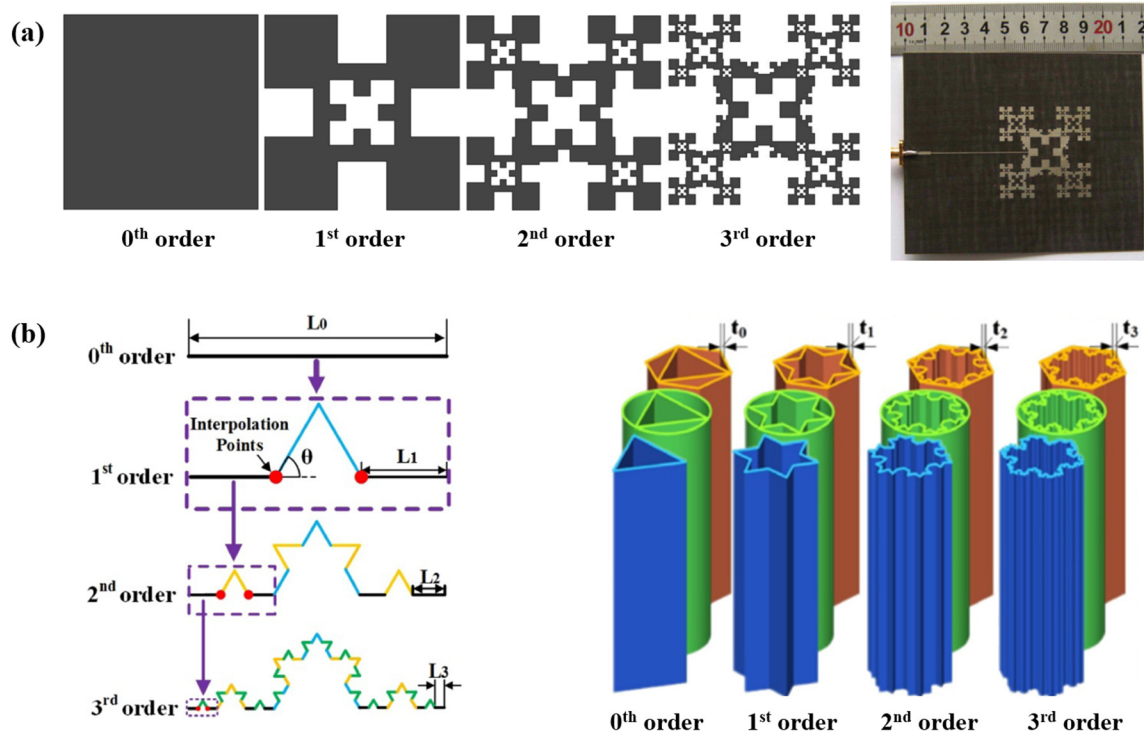 (a)
10 1 2 3 4 5 6 7 8 9 20 1 2
0th order
1st order
2nd order
3rd order
(b)
L0
0th order
Interpolation
Points
θ
L1
1st order
L2
2nd order
L3
3rd order
t0
t1
t2
t3
0th order
1st order
2nd order
3rd order